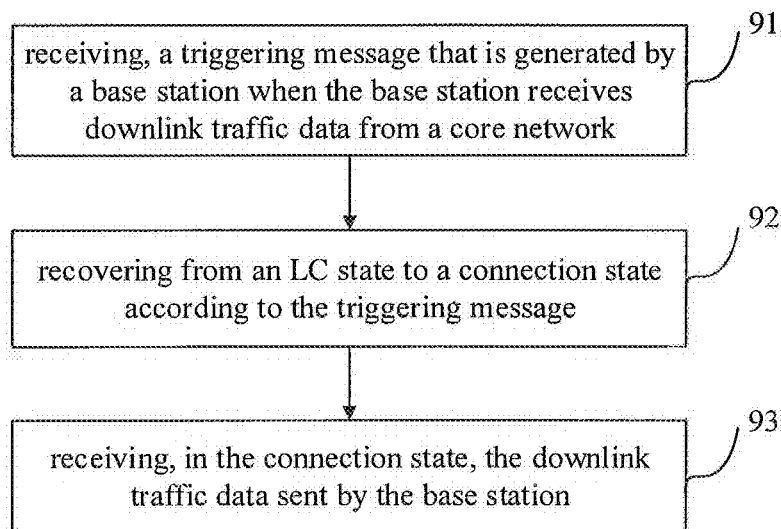 91
receiving, a triggering message that is generated by
a base station when the base station receives
downlink traffic data from a core network
92
recovering from an LC state to a connection state
according to the triggering message
93
receiving, in the connection state, the downlink
traffic data sent by the base station